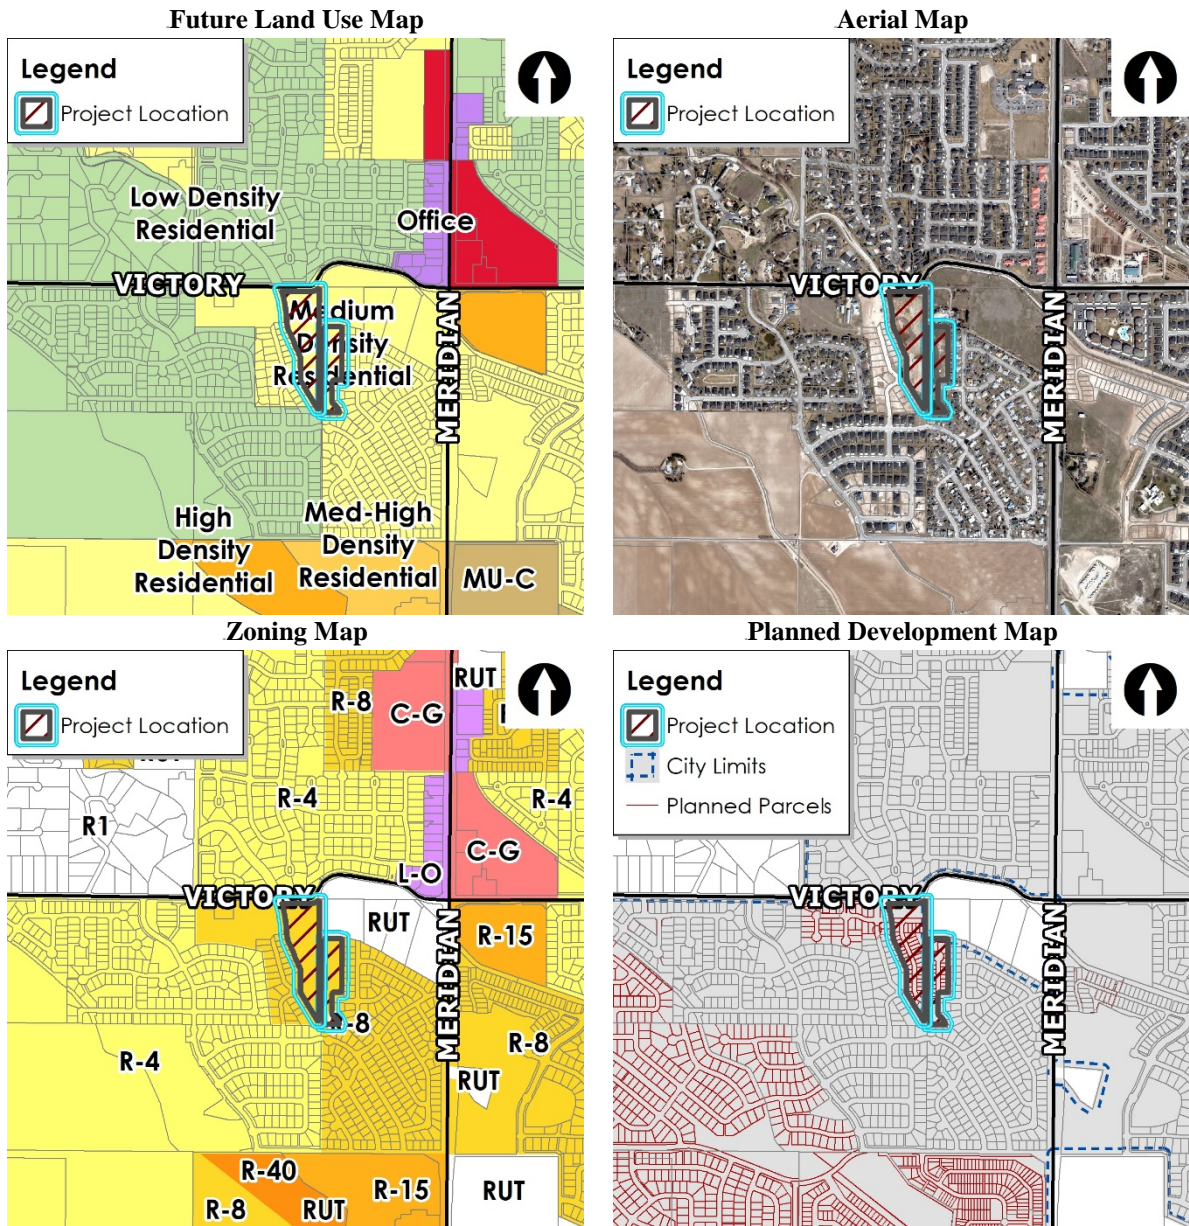 Future Land Use Map
Legend
Project Location
Low Density
Residential
Office
VICTORY
Medium
Density
Residential
MERIDIAN
High
Density
Residential
Med-High
Density
Residential
MU-C
Aerial Map
Legend
Project Location
VICTORY
MERIDIAN
Zoning Map
Legend
Project Location
R-8
C-G
RUT
R1
R-4
R-4
C-G
L-O
VICTORY
RUT
R-15
MERIDIAN
R-8
R-4
R-8
RUT
R-40
R-15
RUT
R-8
RUT
Planned Development Map
Legend
Project Location
City Limits
Planned Parcels
VICTORY
MERIDIAN